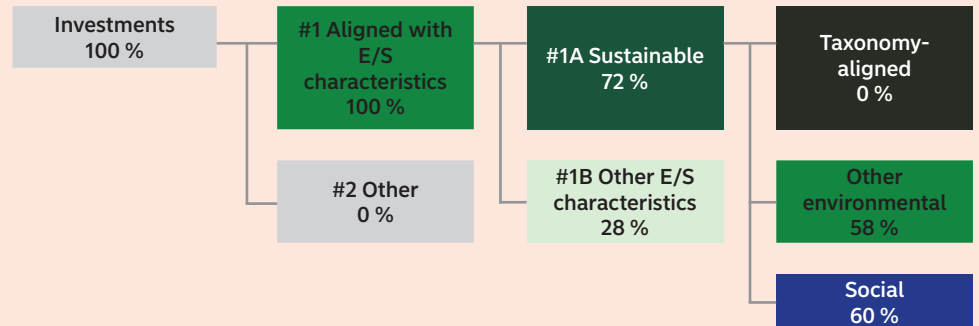 Investments
100 %
#1 Aligned with
E/S
characteristics
100 %
#1A Sustainable
72 %
Taxonomy-
aligned
0 %
#2 Other
0 %
#1B Other E/S
characteristics
28 %
Other
environmental
58 %
Social
60 %